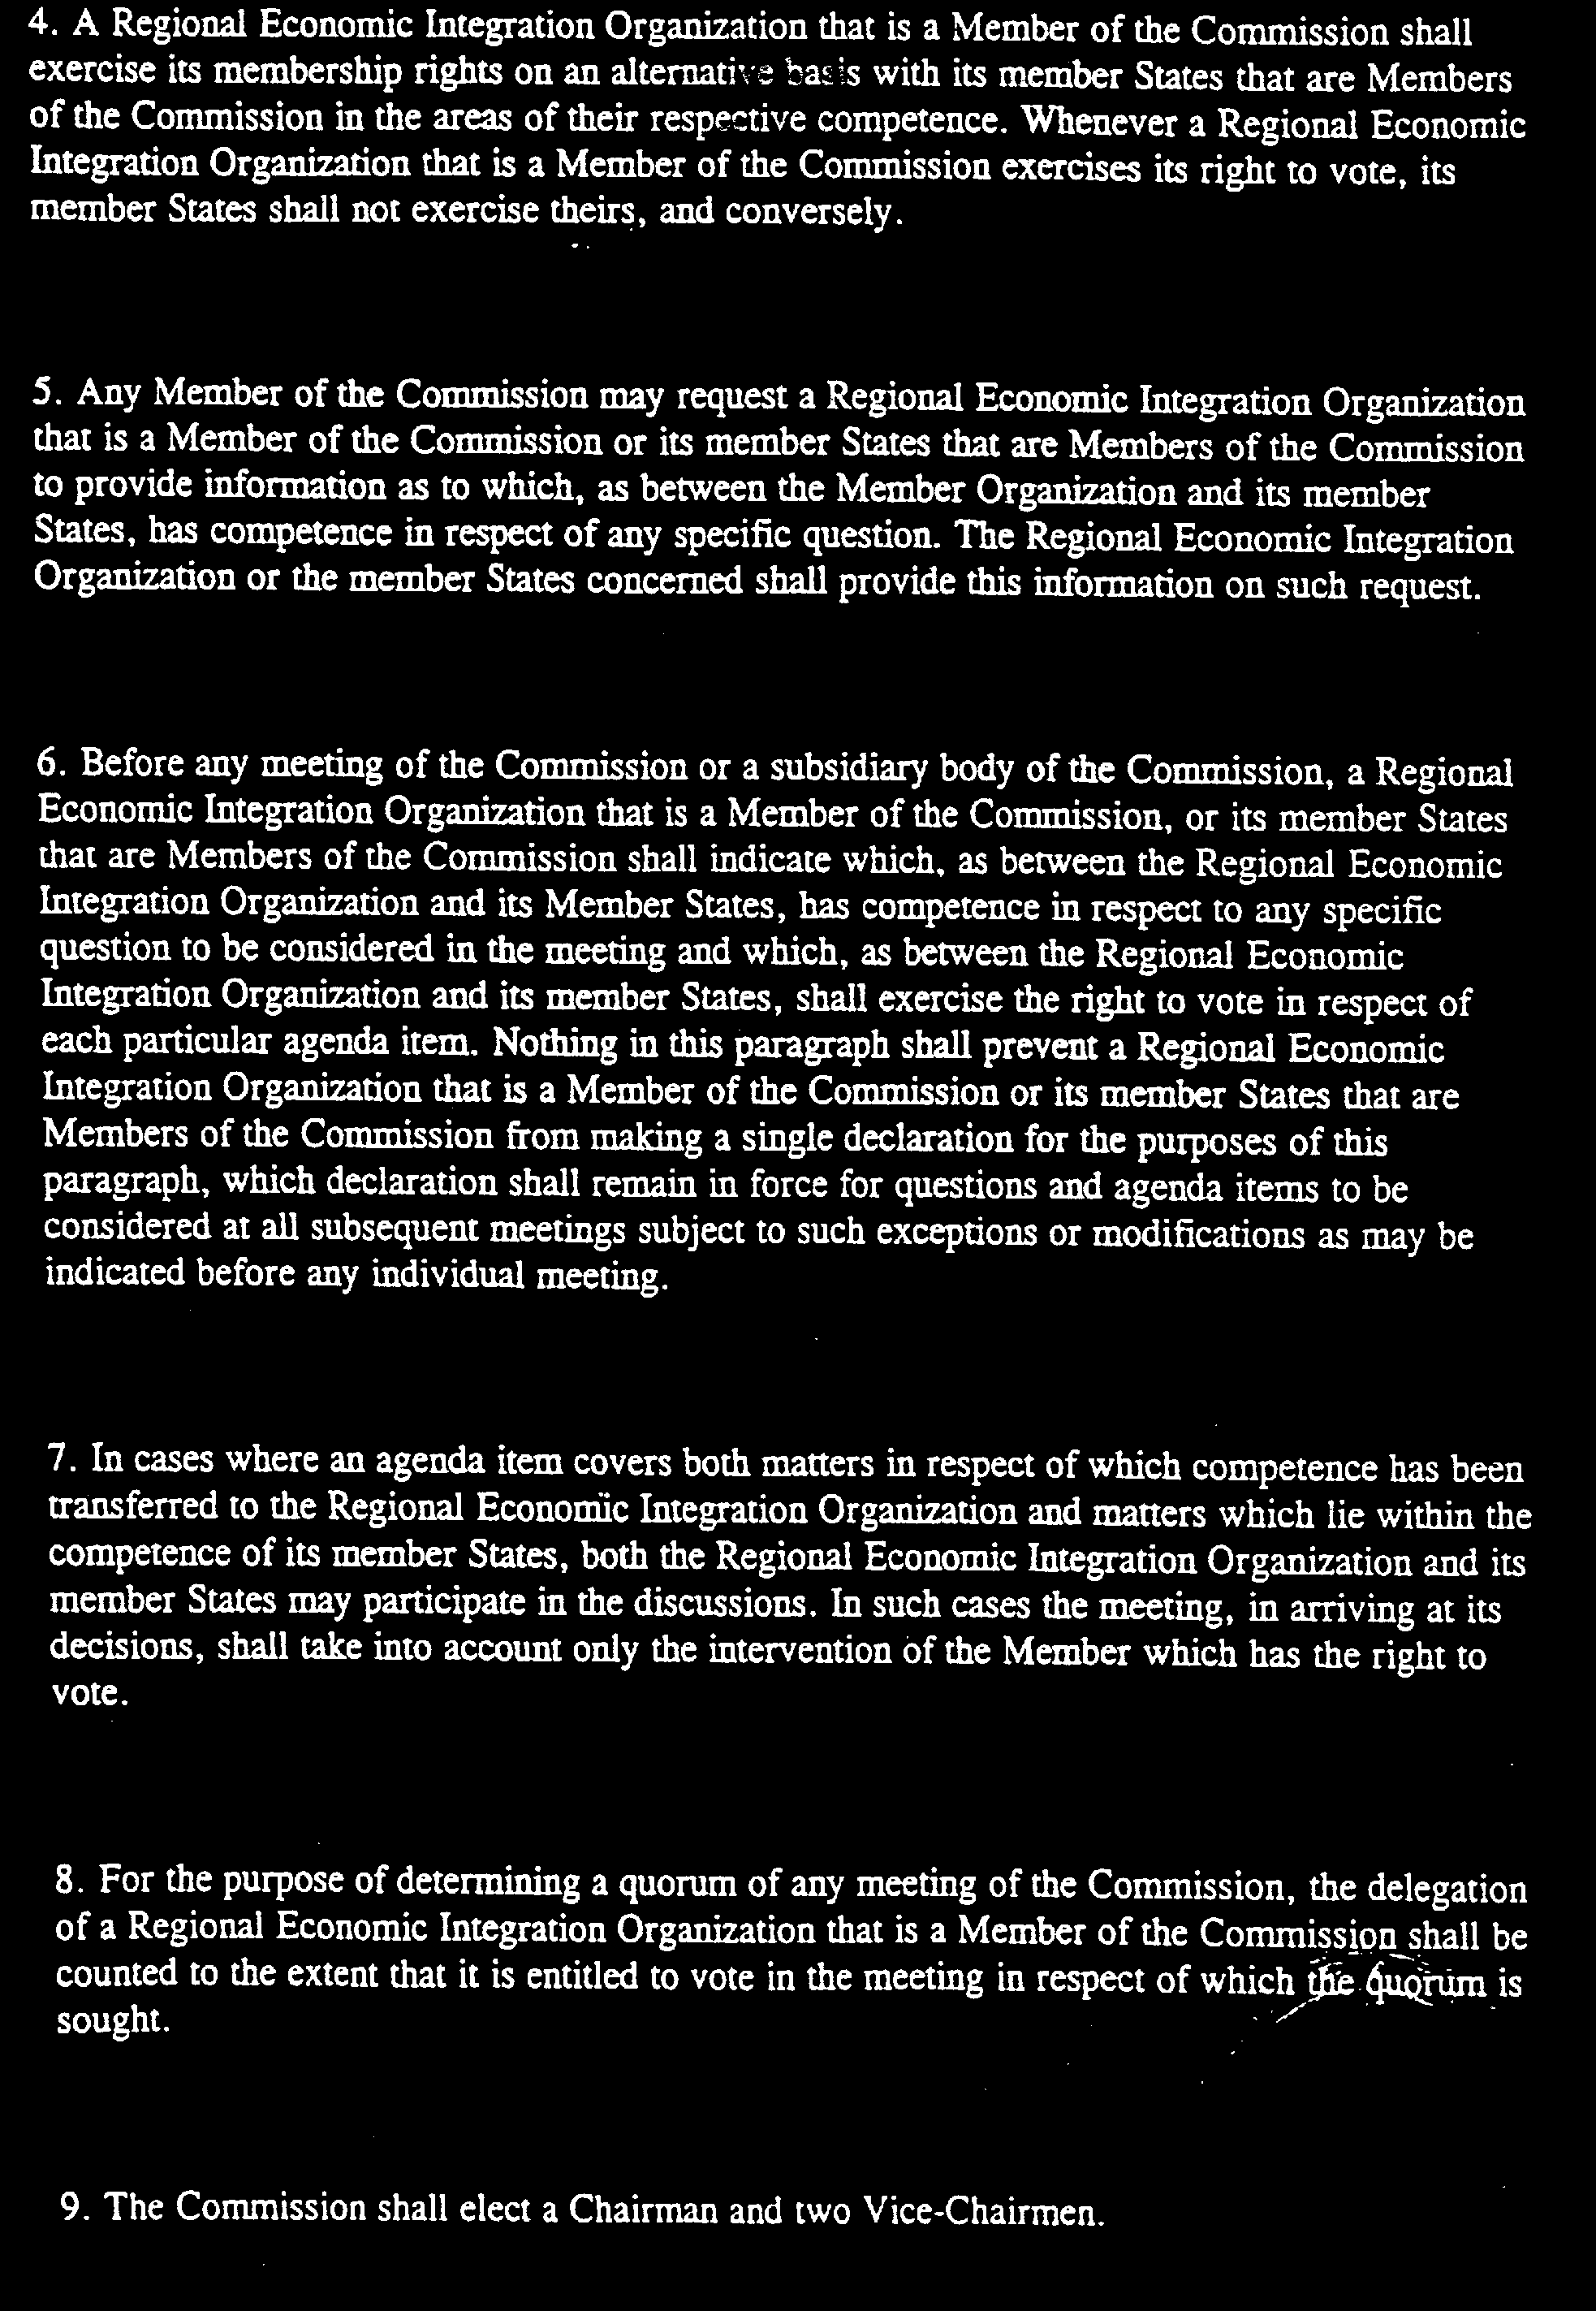 4. A Regional Economic Integration Organization that is a Member of the Commission shall
exercise its membership rights on an alternative basis with its member States that are Members
of the Commission in the areas of their respective competence. Whenever a Regional Economic
Integration Organization that is a Member of the Commission exercises its right to vote, its
member States shall not exercise theirs, and conversely.
5. Any Member of the Commission may request a Regional Economic Integration Organization
that is a Member of the Commission or its member States that are Members of the Commission
to provide information as to which, as between the Member Organization and its member
States, has competence in respect of any specific question. The Regional Economic Integration
Organization or the member States concerned shall provide this information on such request.
6. Before any meeting of the Commission or a subsidiary body of the Commission, a Regional
Economic Integration Organization that is a Member of the Commission, or its member States
that are Members of the Commission shall indicate which, as between the Regional Economic
Integration Organization and its Member States, has competence in respect to any specific
question to be considered in the meeting and which, as between the Regional Economic
Integration Organization and its member States, shall exercise the right to vote in respect of
each particular agenda item. Nothing in this paragraph shall prevent a Regional Economic
Integration Organization that is a Member of the Commission or its member States that are
Members of the Commission from making a single declaration for the purposes of this
paragraph, which declaration shall remain in force for questions and agenda items to be
considered at all subsequent meetings subject to such exceptions or modifications as may be
indicated before any individual meeting.
7. In cases where an agenda item covers both matters in respect of which competence has been
transferred to the Regional Economic Integration Organization and matters which lie within the
competence of its member States, both the Regional Economic Integration Organization and its
member States may participate in the discussions. In such cases the meeting, in arriving at its
decisions, shall take into account only the intervention of the Member which has the right to
vote.
8. For the purpose of determining a quorum of any meeting of the Commission, the delegation
of a Regional Economic Integration Organization that is a Member of the Commission shall be
counted to the extent that it is entitled to vote in the meeting in respect of which the quorum is
sought.
9. The Commission shall elect a Chairman and two Vice-Chairmen.